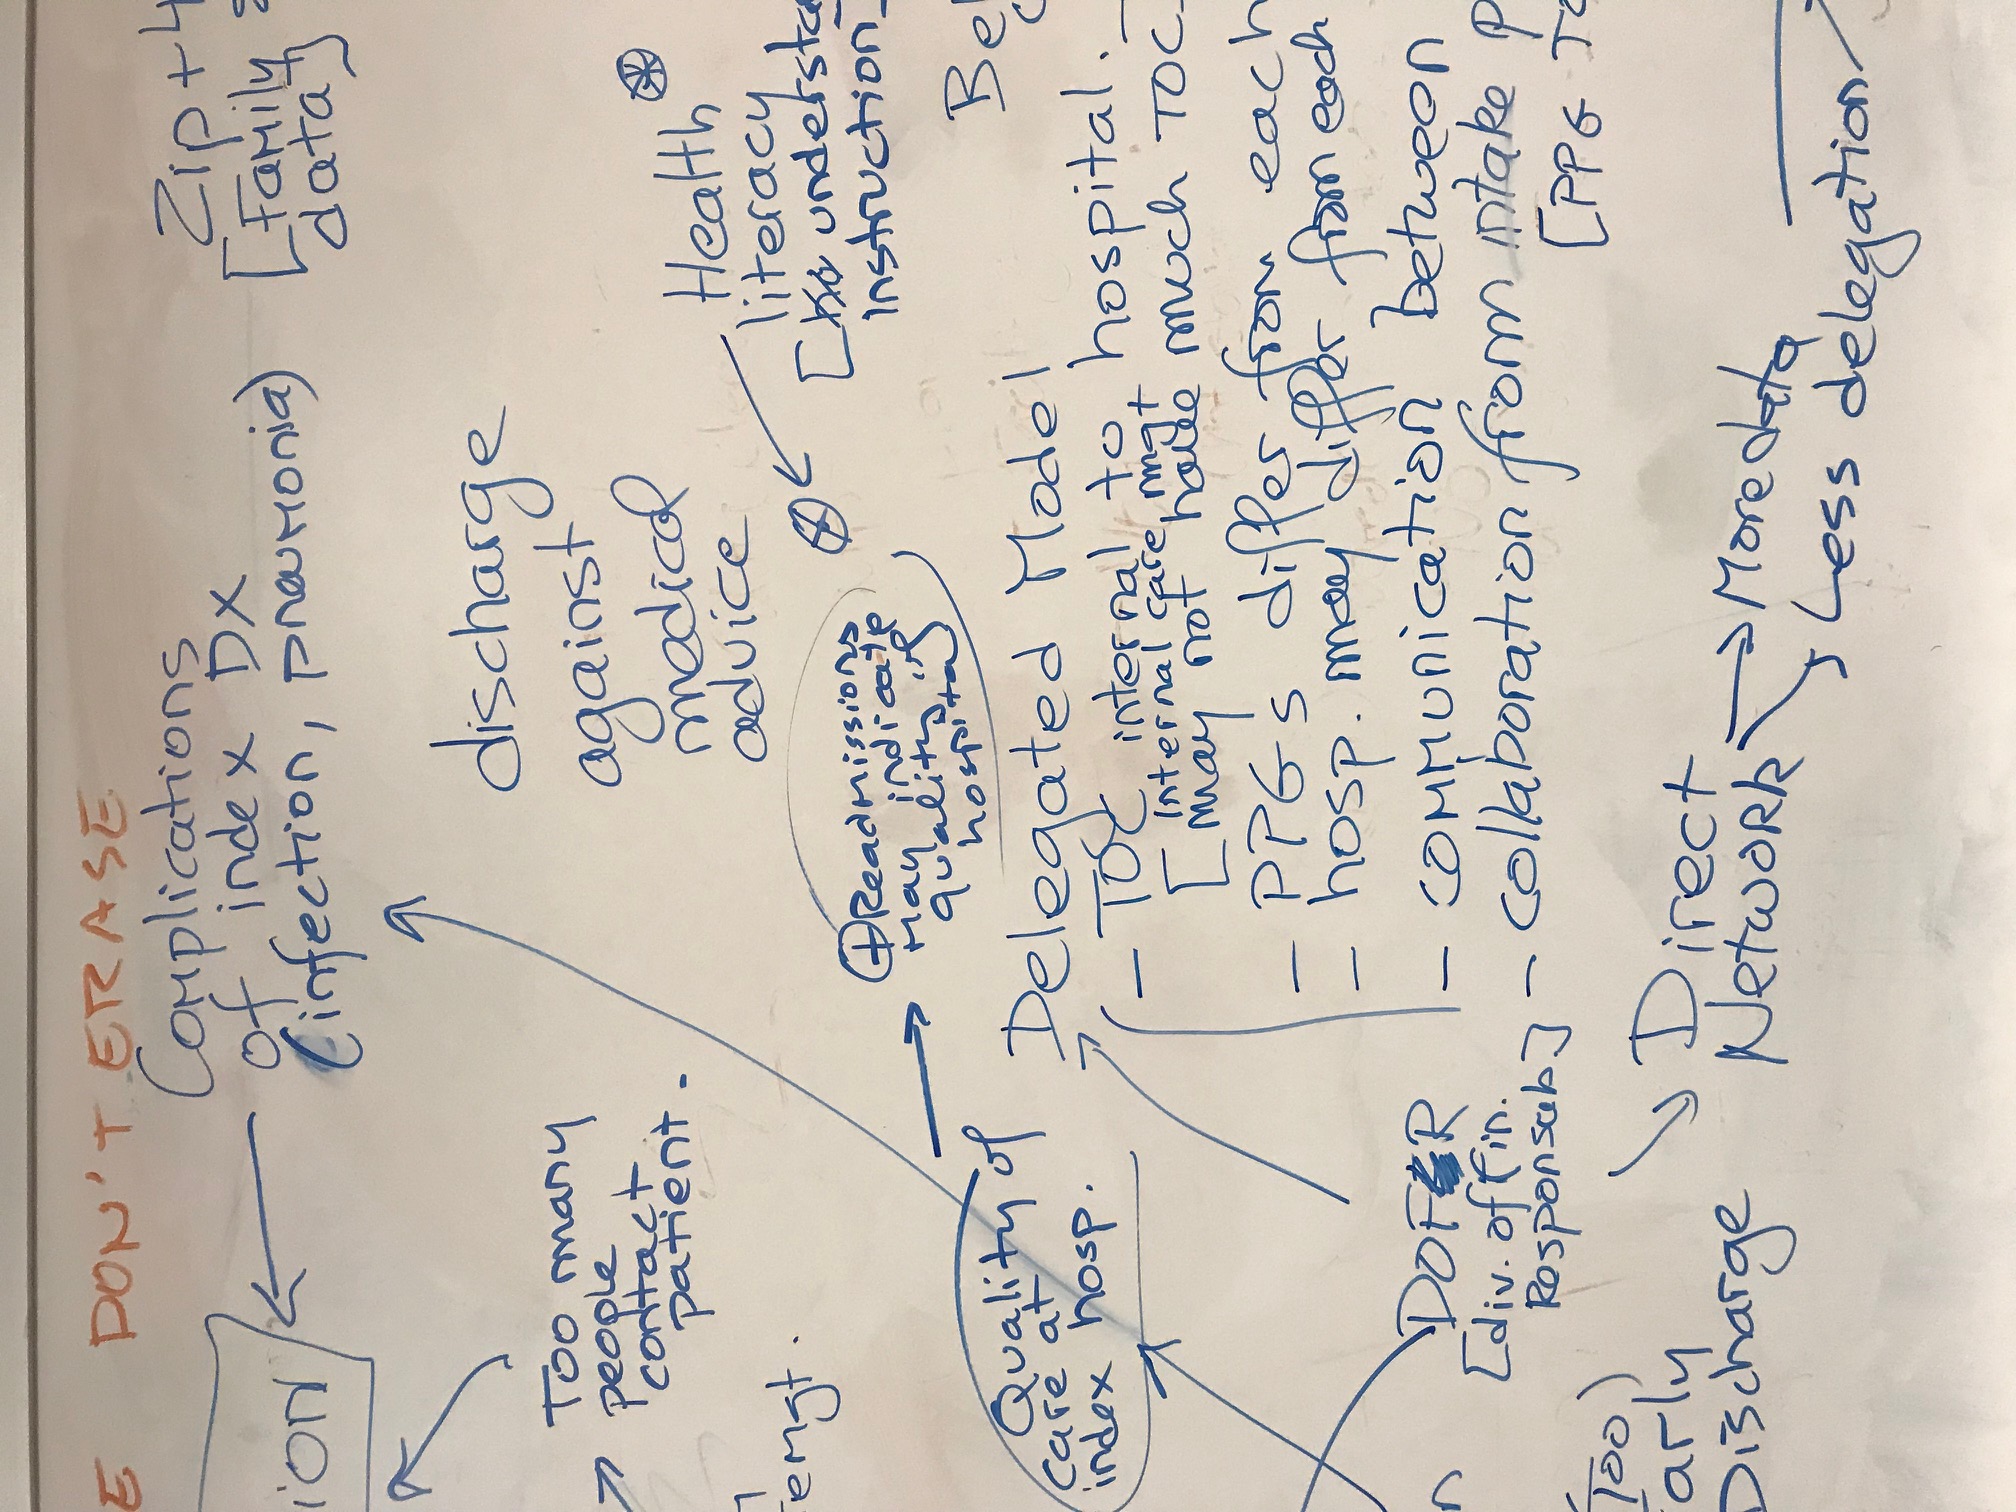 E DON'T ERASE
Complications
of index DX
(infection, pneumonia)
Zip+4
[Family
data]
ION
Too many
people
contact
patient.
discharge
against
medical
advice
Health
literacy
understa
instruction
emgt.
Readmissions
may indicate
quality of
hospital
Quality of
care at
index hosp.
Delegated Model
- TOC internal to hospital.
internal care mngt
[may not have much TOC
- PPGs differ from each
- hosp. may differ from each
- communication between
- collaboration from intake p
[PPG TO
Be
n
DOFR
[div. of fin.
Responsab.]
(Too)
Early
Discharge
Direct
Network
More data
Less delegation